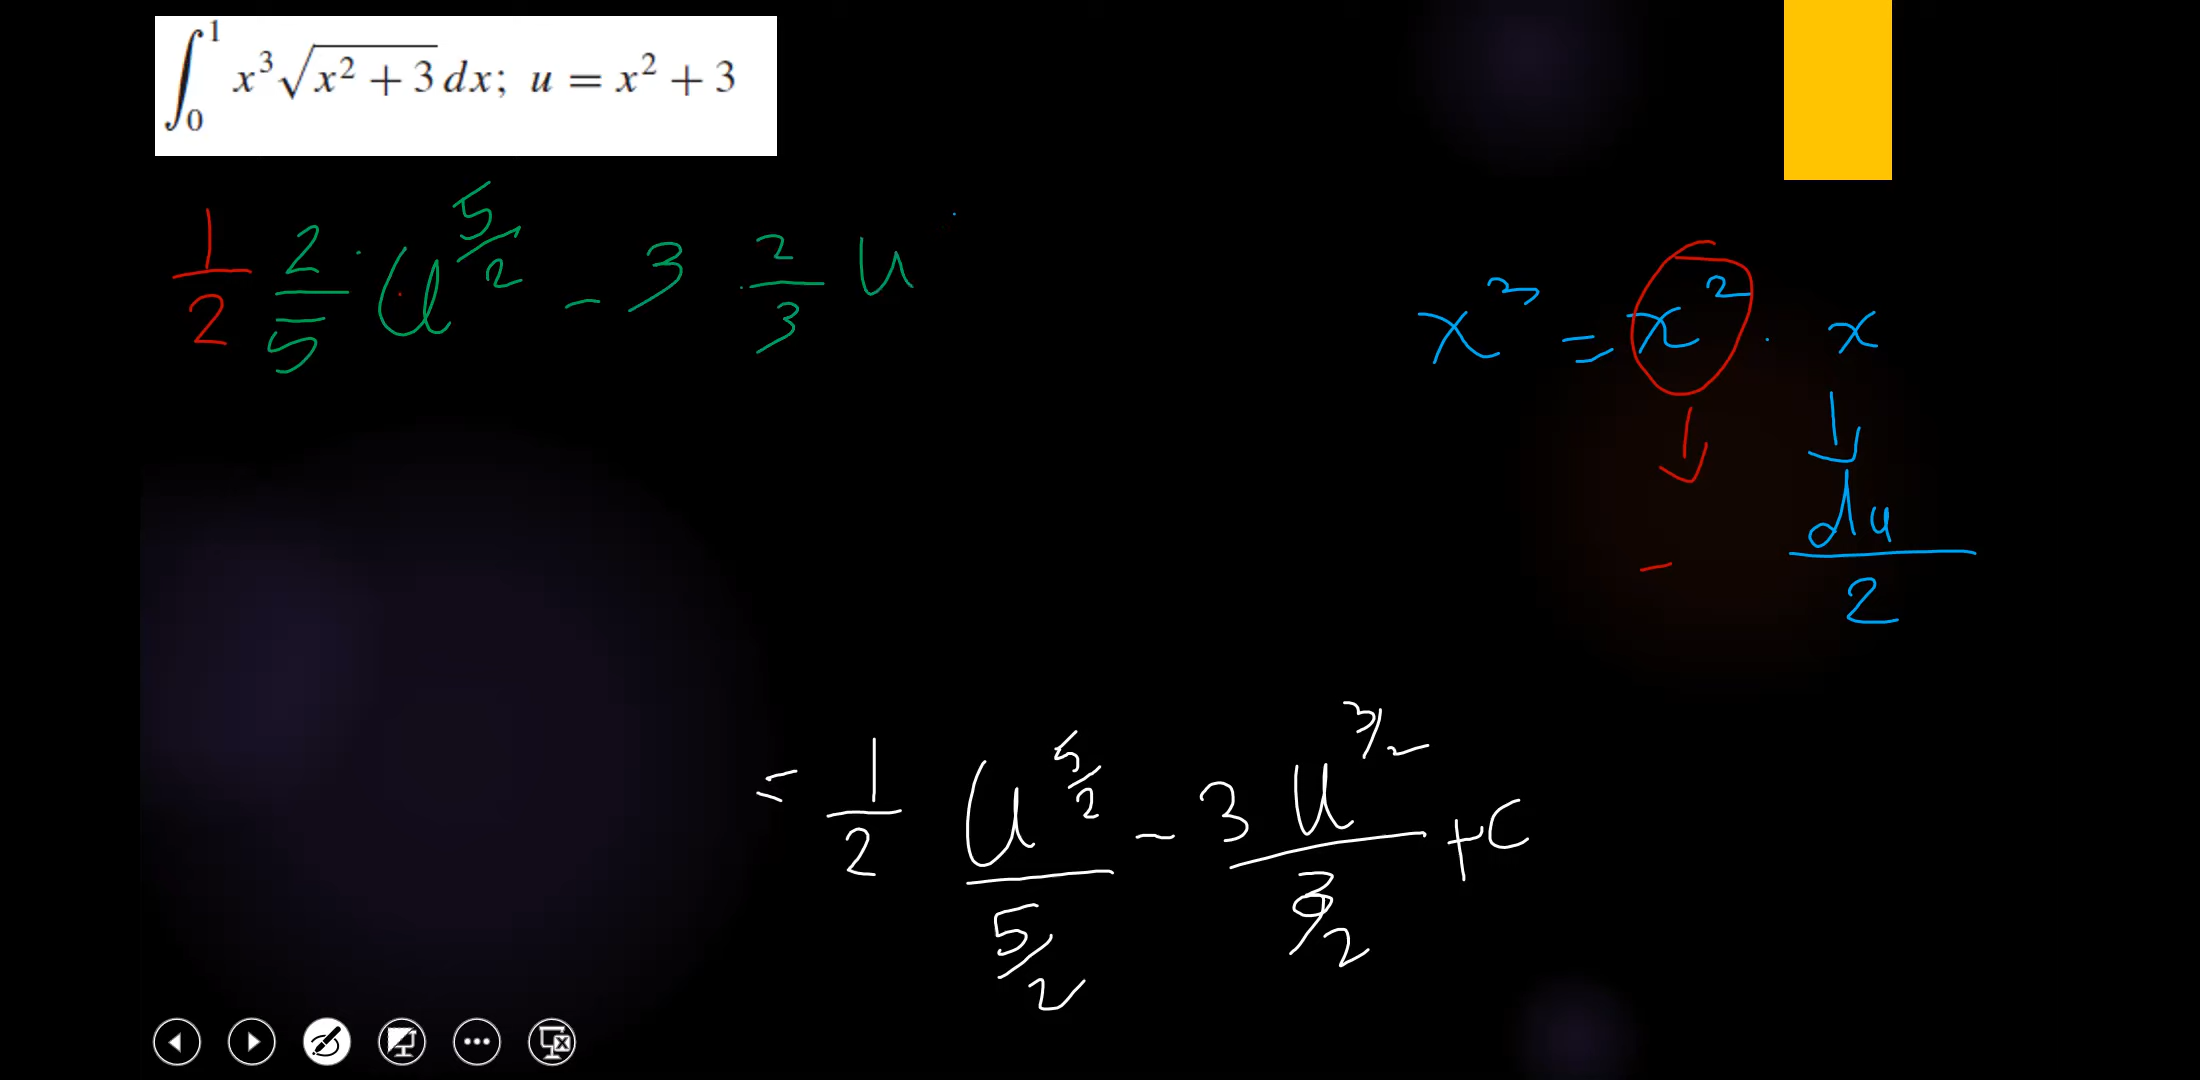 ∫₀¹ x³√(x² + 3) dx; u = x² + 3
1/2 2/5 · u^(5/2) - 3 · 2/3 u
x³ = x² · x
du/2
-
= 1/2 u^(5/2)/(5/2) - 3 u^(3/2)/(3/2) + C